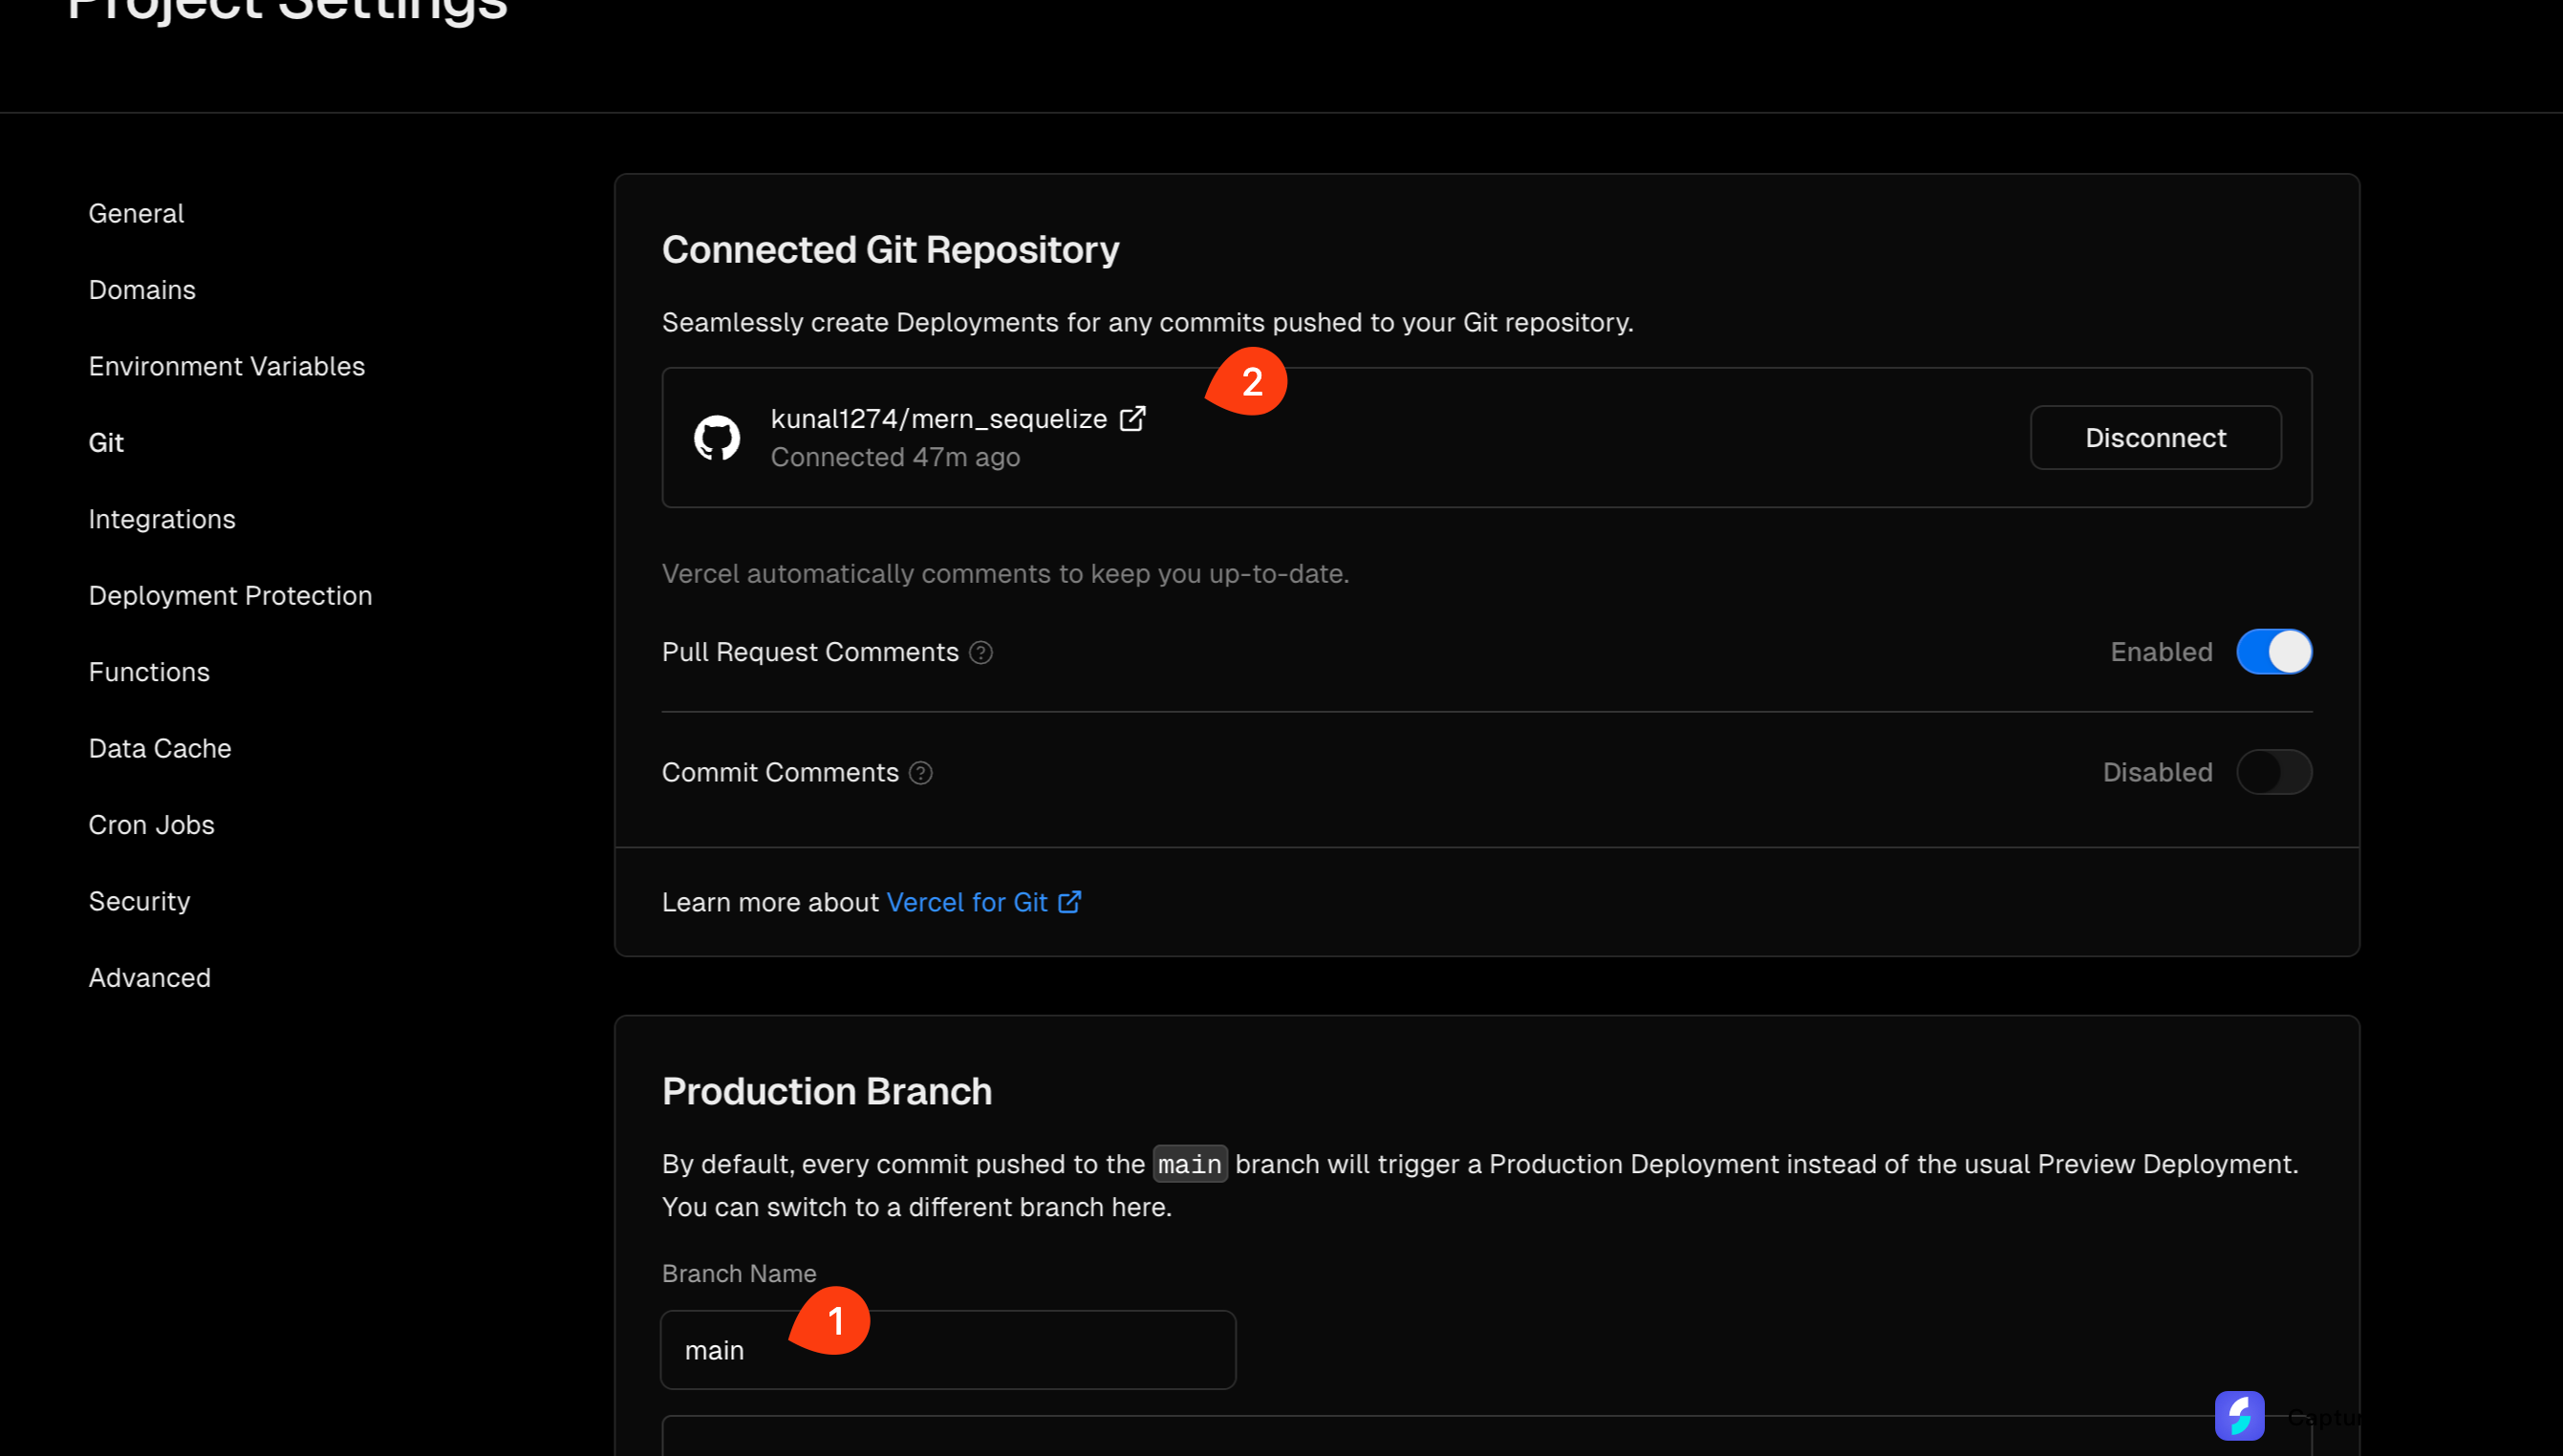 Project Settings
General
Domains
Environment Variables
Git
Integrations
Deployment Protection
Functions
Data Cache
Cron Jobs
Security
Advanced
Connected Git Repository
Seamlessly create Deployments for any commits pushed to your Git repository.
2
kunal1274/mern_sequelize
Connected 47m ago
Disconnect
Vercel automatically comments to keep you up-to-date.
Pull Request Comments ?
Enabled
Commit Comments ?
Disabled
Learn more about Vercel for Git
Production Branch
By default, every commit pushed to the main branch will trigger a Production Deployment instead of the usual Preview Deployment.
You can switch to a different branch here.
Branch Name
1
main